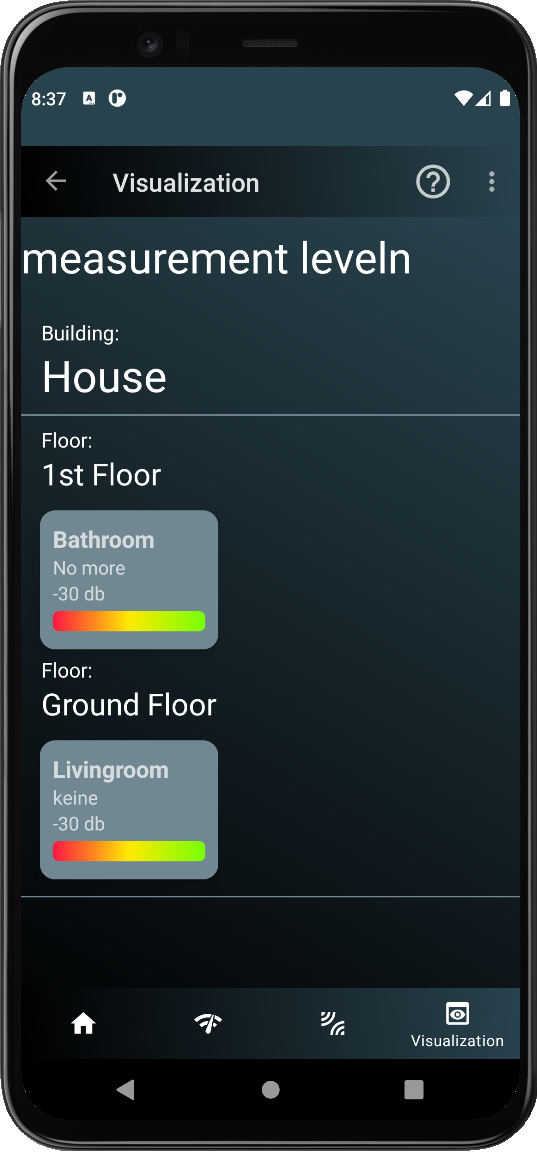 8:37
Visualization
measurement leveln
Building:
House
Floor:
1st Floor
Bathroom
No more
-30 db
Floor:
Ground Floor
Livingroom
keine
-30 db
Visualization